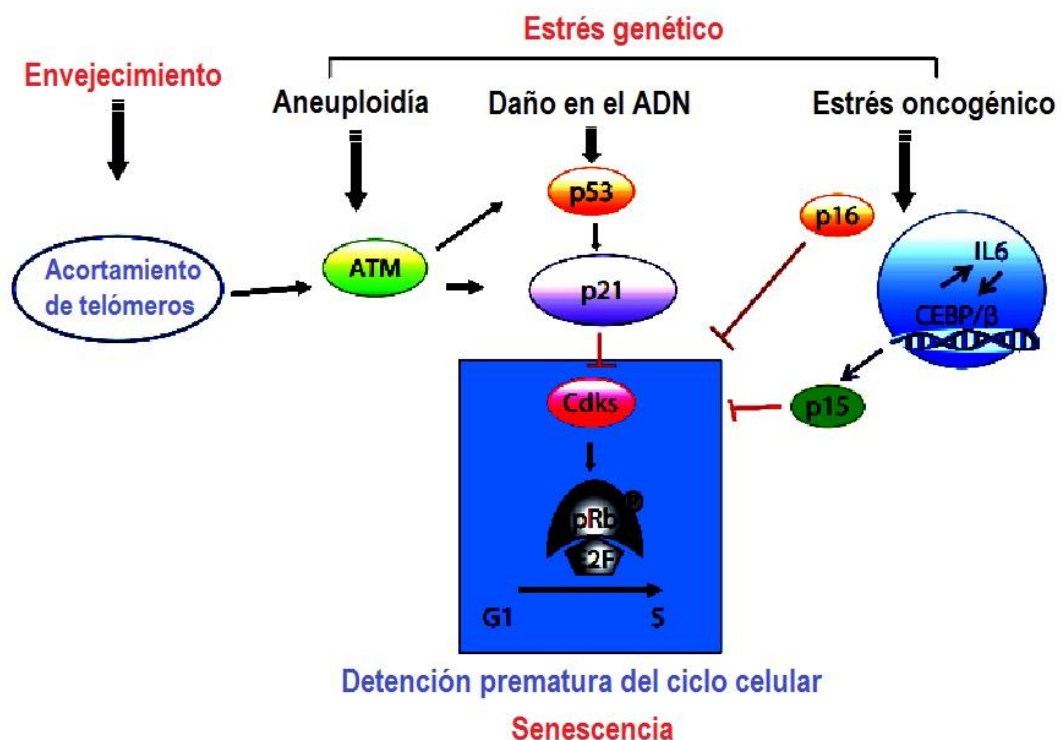 Estrés genético
Envejecimiento
Aneuploidía
Daño en el ADN
Estrés oncogénico
p53
p16
Acortamiento
de telómeros
ATM
p21
IL6
CEBP/β
Cdks
p15
P
pRb
E2F
G1
S
Detención prematura del ciclo celular
Senescencia